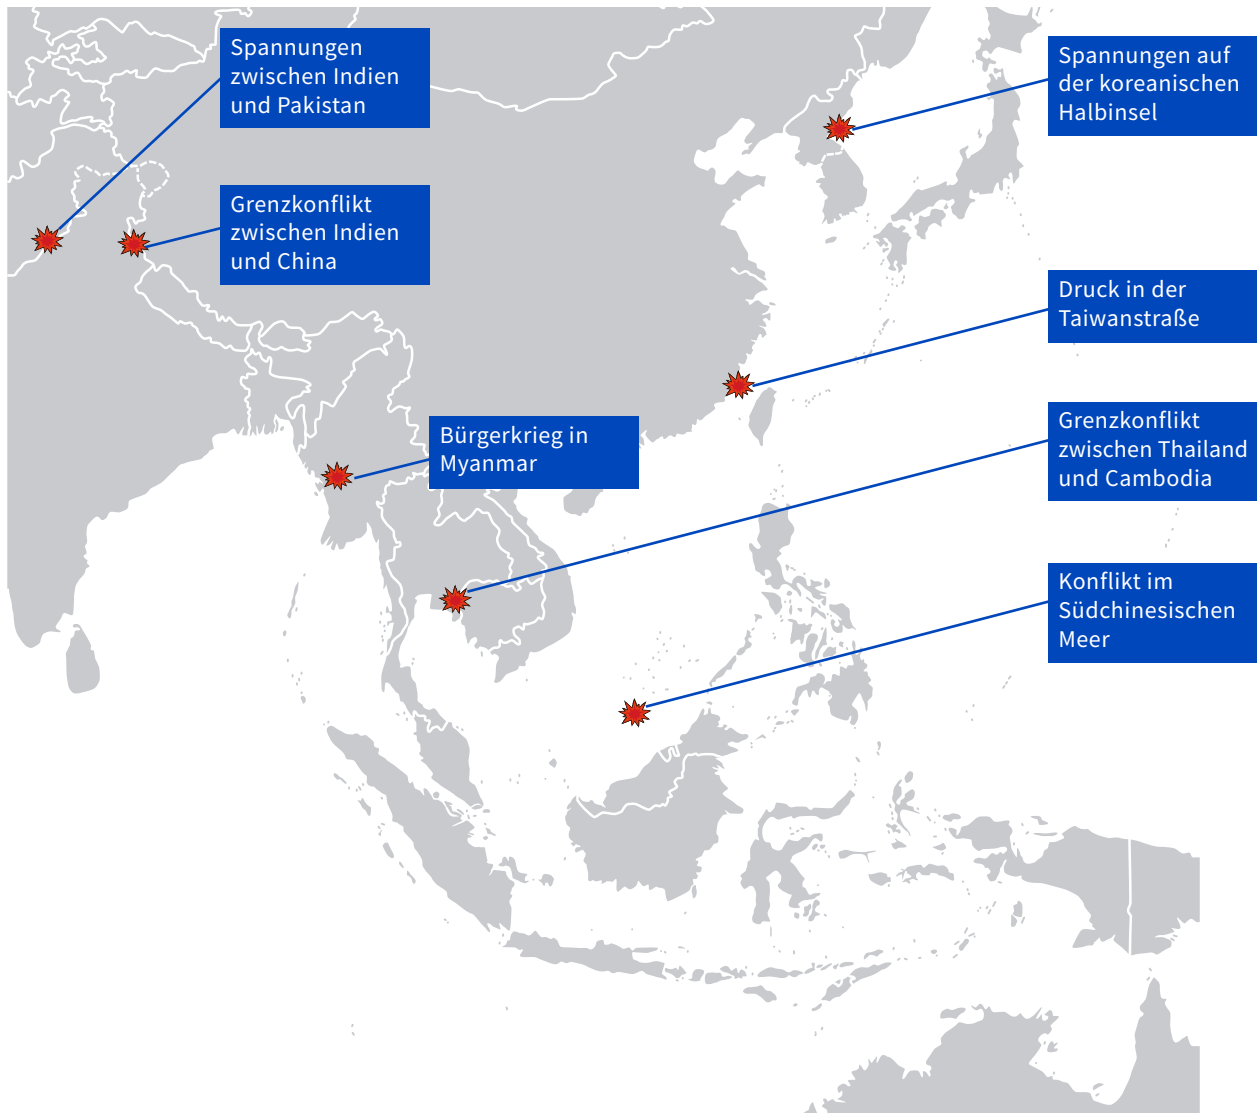 Spannungen
zwischen Indien
und Pakistan
Spannungen auf
der koreanischen
Halbinsel
Grenzkonflikt
zwischen Indien
und China
Druck in der
Taiwanstraße
Bürgerkrieg in
Myanmar
Grenzkonflikt
zwischen Thailand
und Cambodia
Konflikt im
Südchinesischen
Meer